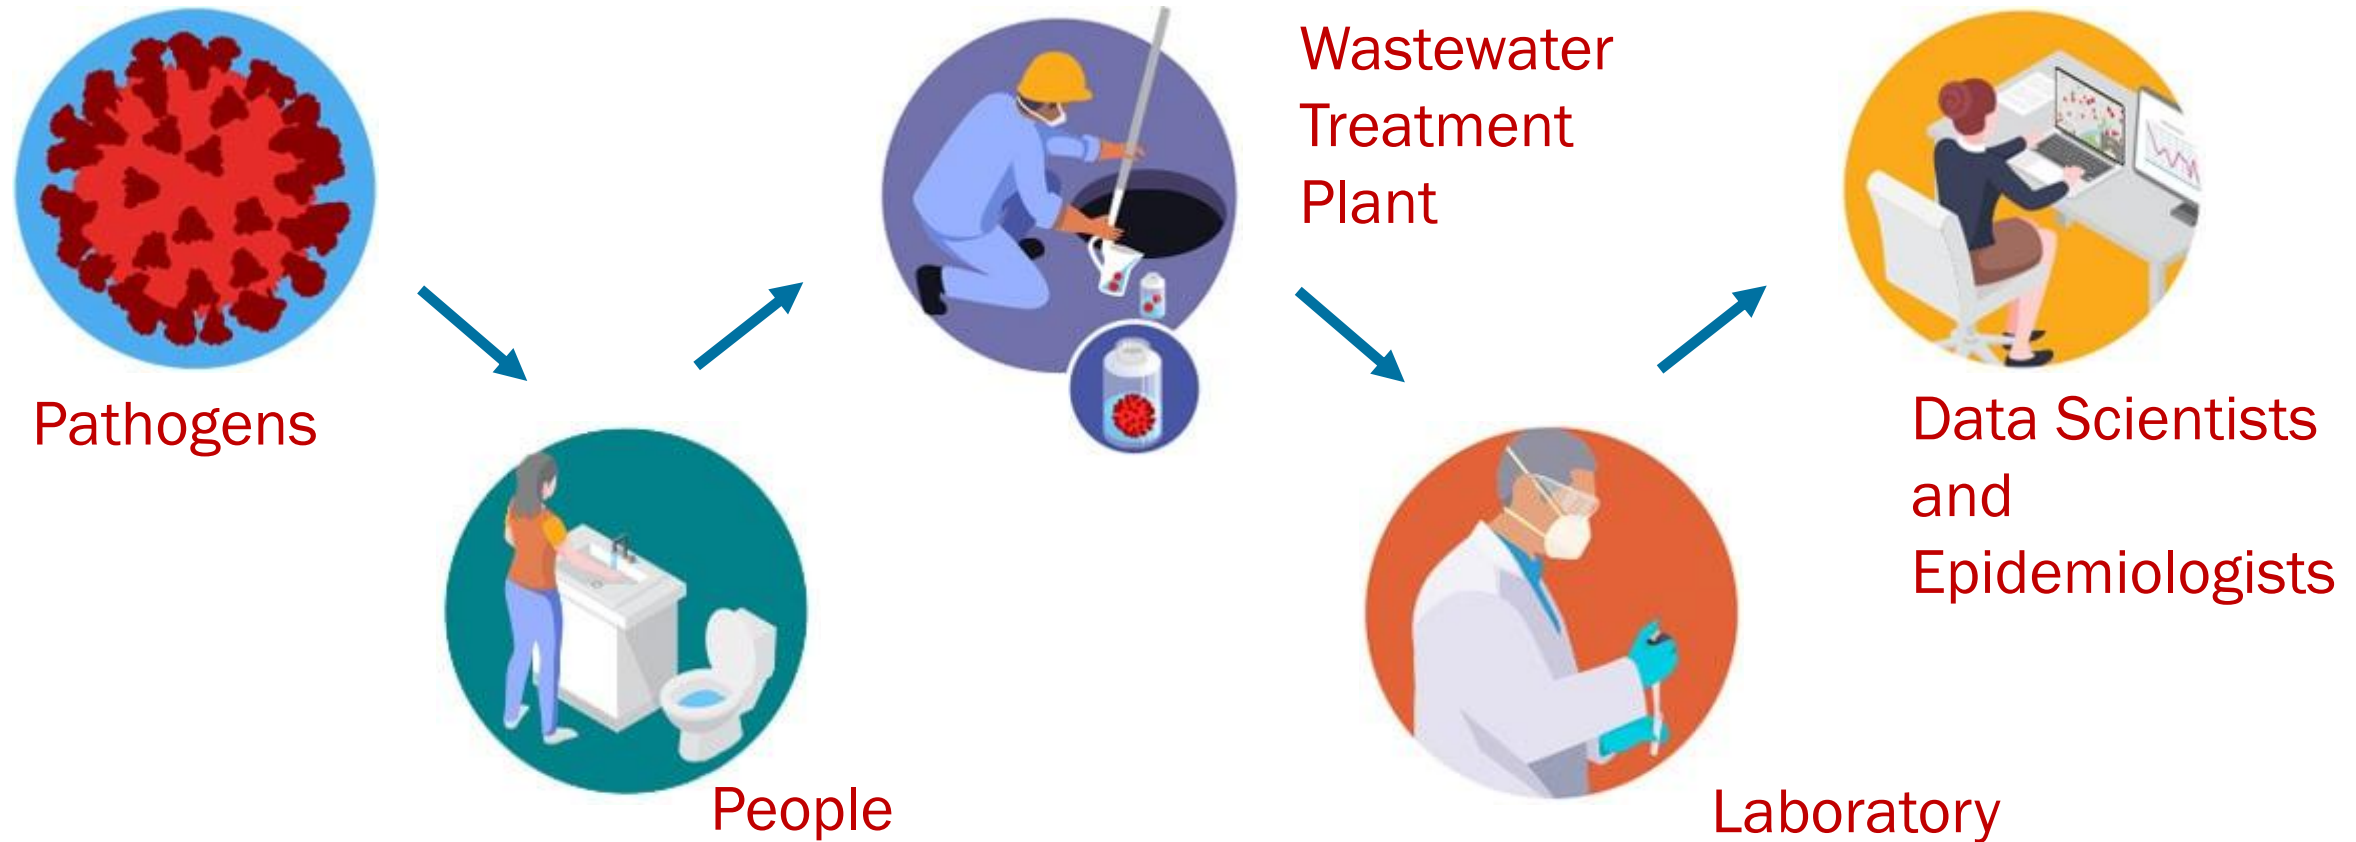 Pathogens
People
Wastewater
Treatment
Plant
Laboratory
Data Scientists
and
Epidemiologists